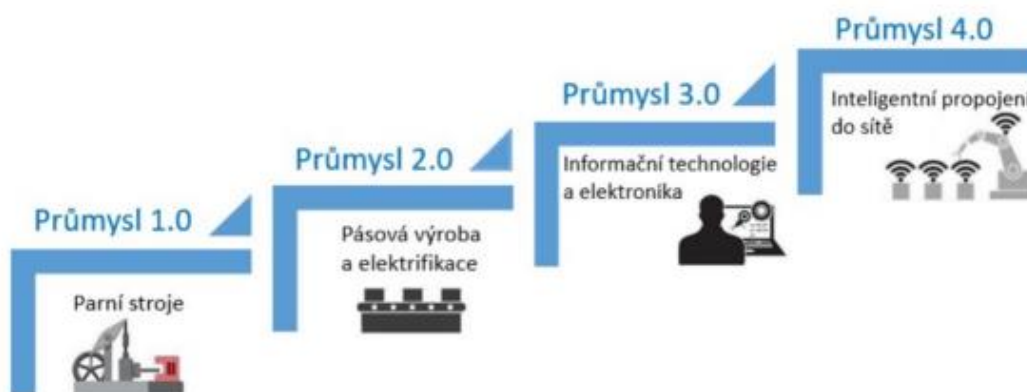 Průmysl 1.0
Parní stroje
Průmysl 2.0
Pásová výroba
a elektrifikace
Průmysl 3.0
Informační technologie
a elektronika
Průmysl 4.0
Inteligentní propojení
do sítě